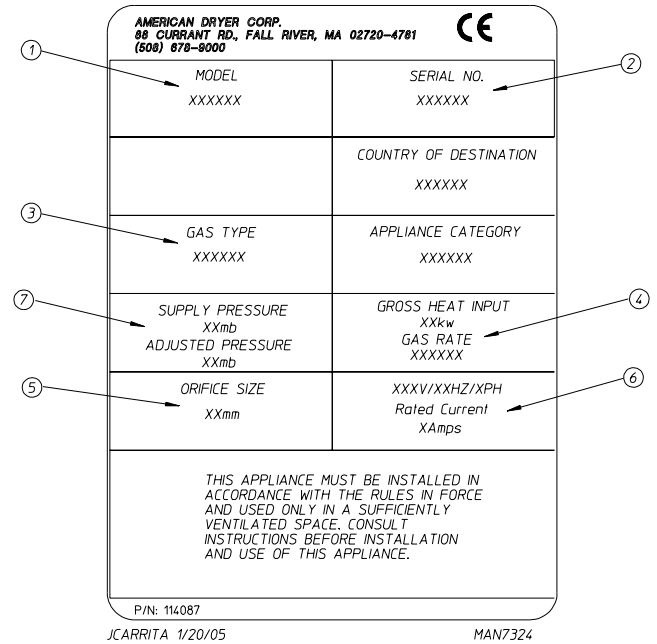 AMERICAN DRYER CORP.
88 CURRANT RD., FALL RIVER, MA 02720-4781
(508) 678-9000
CE
1
2
MODEL
XXXXXX
SERIAL NO.
XXXXXX
COUNTRY OF DESTINATION
XXXXXX
3
GAS TYPE
XXXXXX
APPLIANCE CATEGORY
XXXXXX
7
SUPPLY PRESSURE
XXmb
ADJUSTED PRESSURE
XXmb
4
GROSS HEAT INPUT
XXkw
GAS RATE
XXXXXX
5
ORIFICE SIZE
XXmm
6
XXXV/XXHZ/XPH
Rated Current
XAmps
THIS APPLIANCE MUST BE INSTALLED IN
ACCORDANCE WITH THE RULES IN FORCE
AND USED ONLY IN A SUFFICIENTLY
VENTILATED SPACE. CONSULT
INSTRUCTIONS BEFORE INSTALLATION
AND USE OF THIS APPLIANCE.
P/N: 114087
JCARRITA 1/20/05
MAN7324